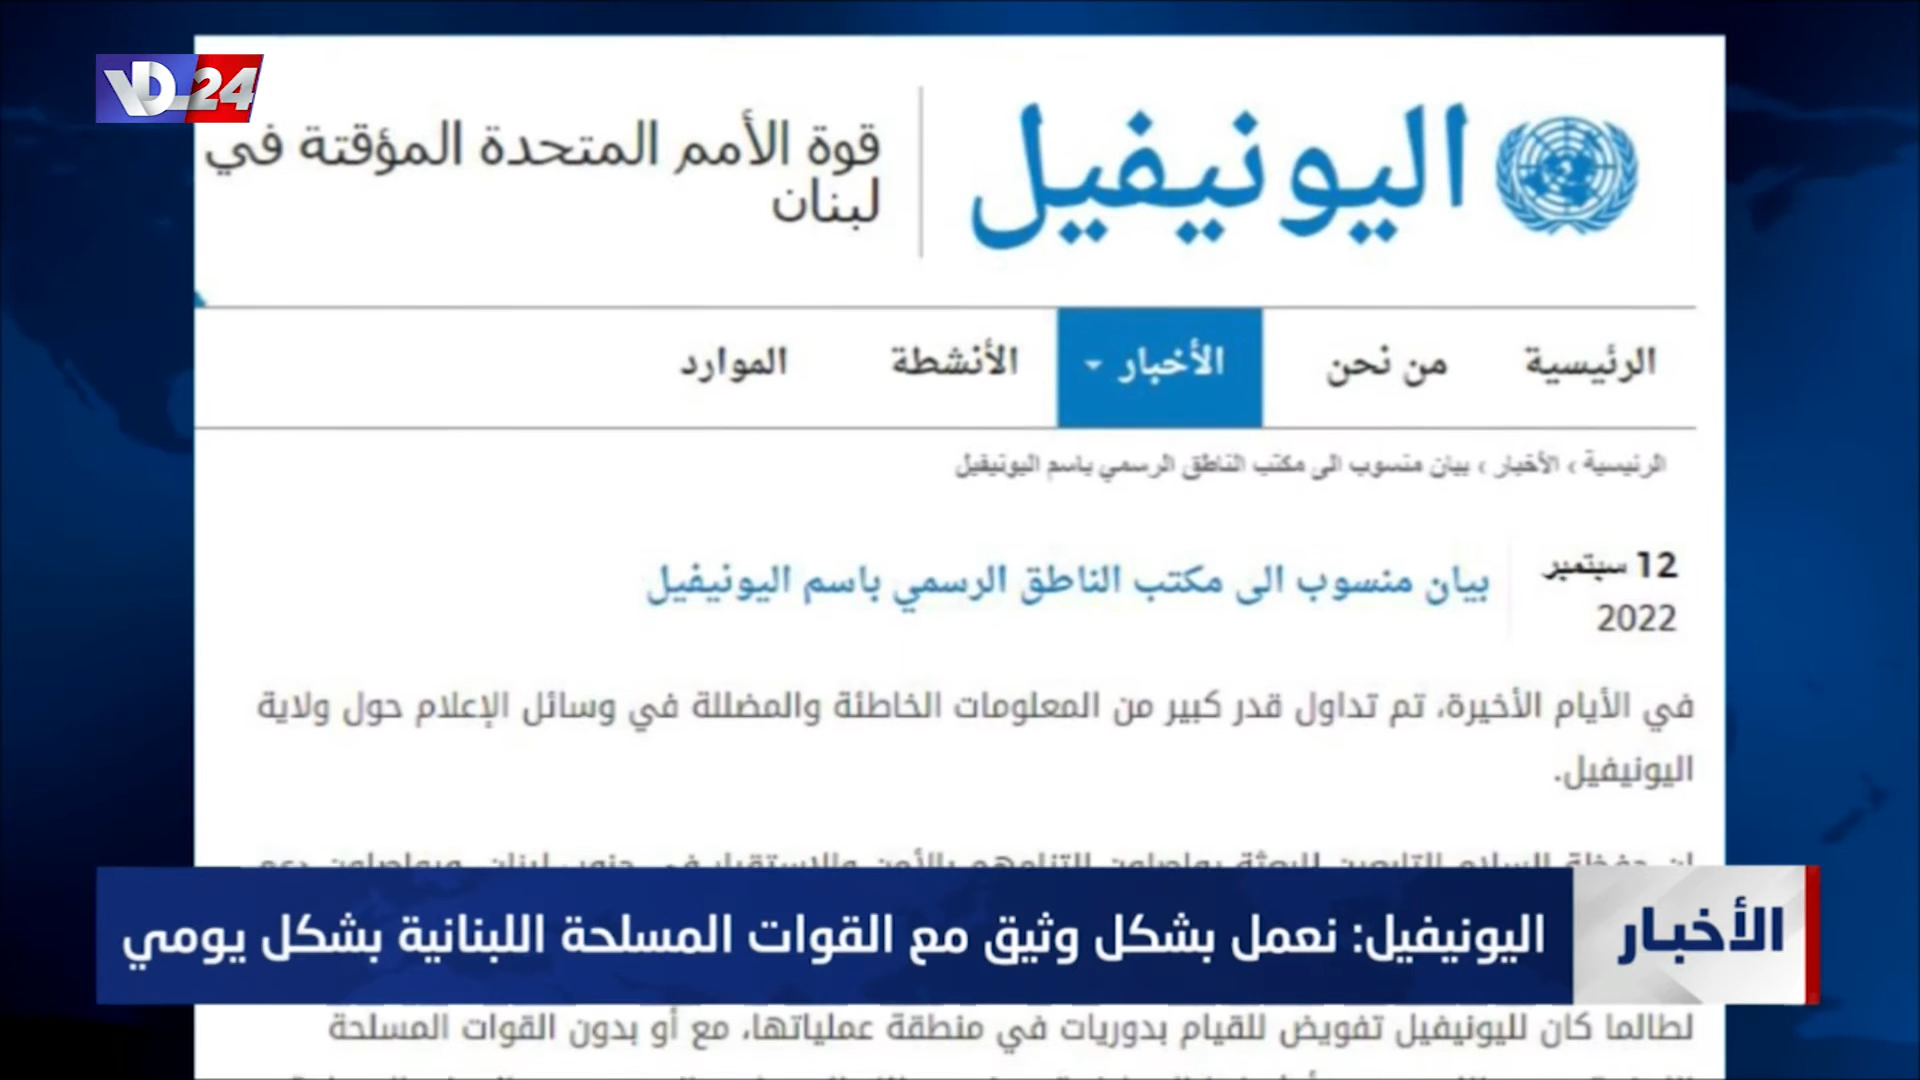 VD 24
اليونيفيل
قوة الأمم المتحدة المؤقتة في
لبنان
الرئيسية من نحن الأخبار الأنشطة الموارد
الرئيسية › الأخبار › بيان منسوب الى مكتب الناطق الرسمي باسم اليونيفيل
12 سبتمبر
2022
بيان منسوب الى مكتب الناطق الرسمي باسم اليونيفيل
في الأيام الأخيرة، تم تداول قدر كبير من المعلومات الخاطئة والمضللة في وسائل الإعلام حول ولاية
اليونيفيل.
الأخبار
اليونيفيل: نعمل بشكل وثيق مع القوات المسلحة اللبنانية بشكل يومي
لطالما كان لليونيفيل تفويض للقيام بدوريات في منطقة عملياتها، مع أو بدون القوات المسلحة